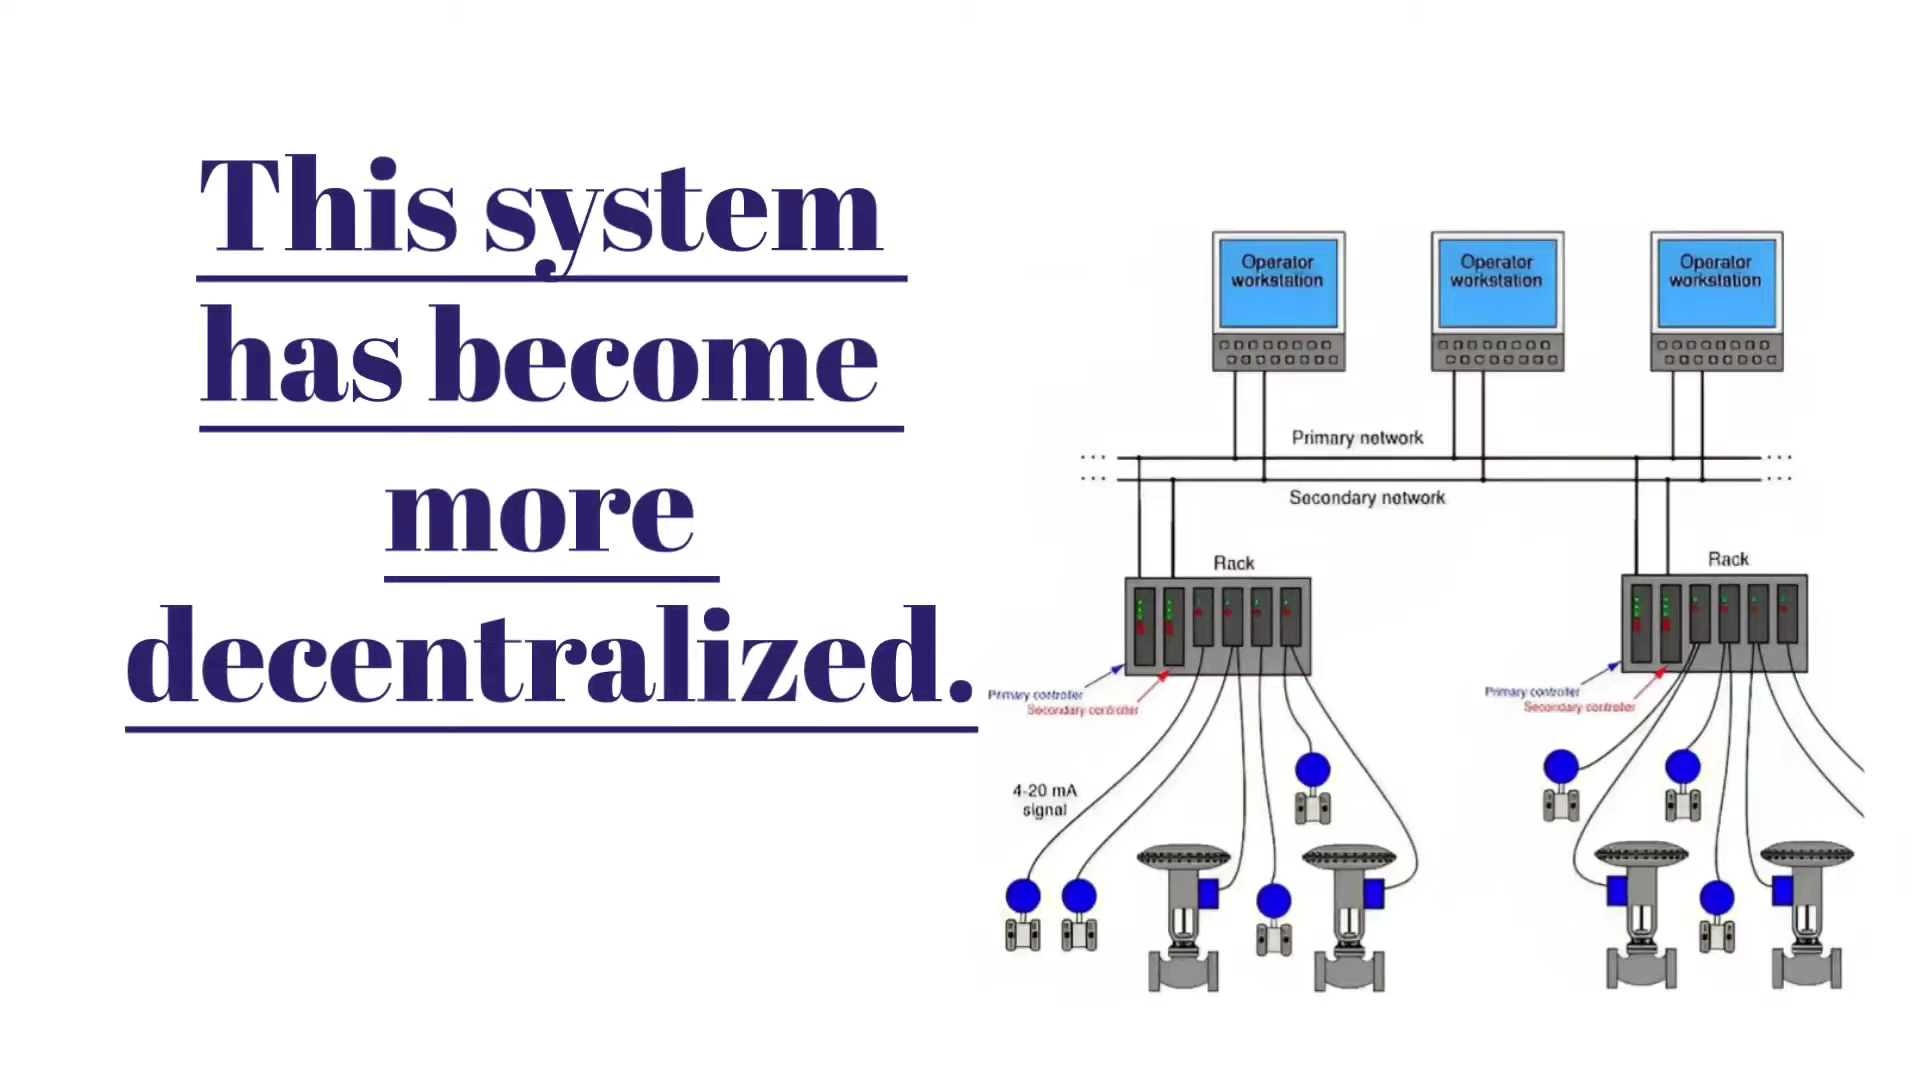 This system
has become
more
decentralized.
Operator
workstation
Operator
workstation
Operator
workstation
Primary network
Secondary network
Rack
Rack
Primary controller
Secondary controller
Primary controller
Secondary controller
4-20 mA
signal